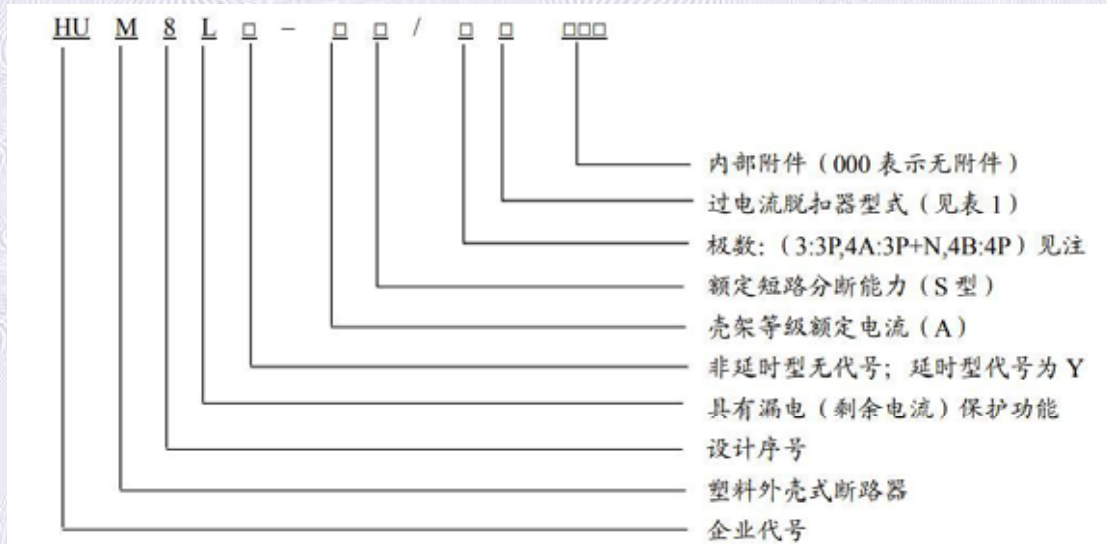 HU M 8 L □ - □ □ / □ □ □□□
内部附件（000 表示无附件）
过电流脱扣器型式（见表 1）
极数:（3:3P,4A:3P+N,4B:4P）见注
额定短路分断能力（S 型）
壳架等级额定电流（A）
非延时型无代号；延时型代号为 Y
具有漏电（剩余电流）保护功能
设计序号
塑料外壳式断路器
企业代号